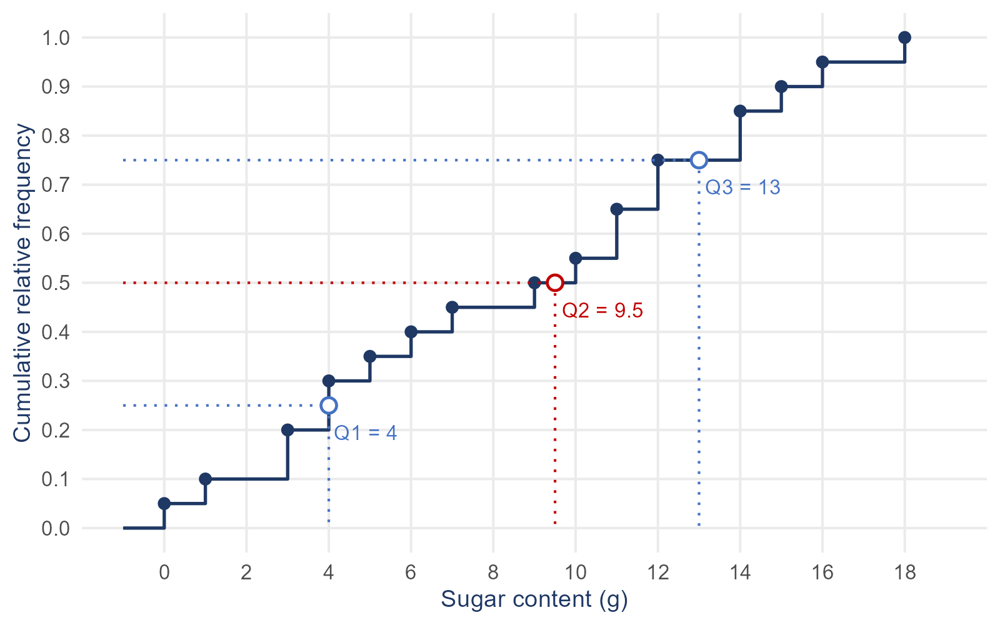 1.0
0.9
0.8
0.7
0.6
0.5
0.4
0.3
0.2
0.1
0.0
Cumulative relative frequency
Q3 = 13
Q2 = 9.5
Q1 = 4
0 2 4 6 8 10 12 14 16 18
Sugar content (g)